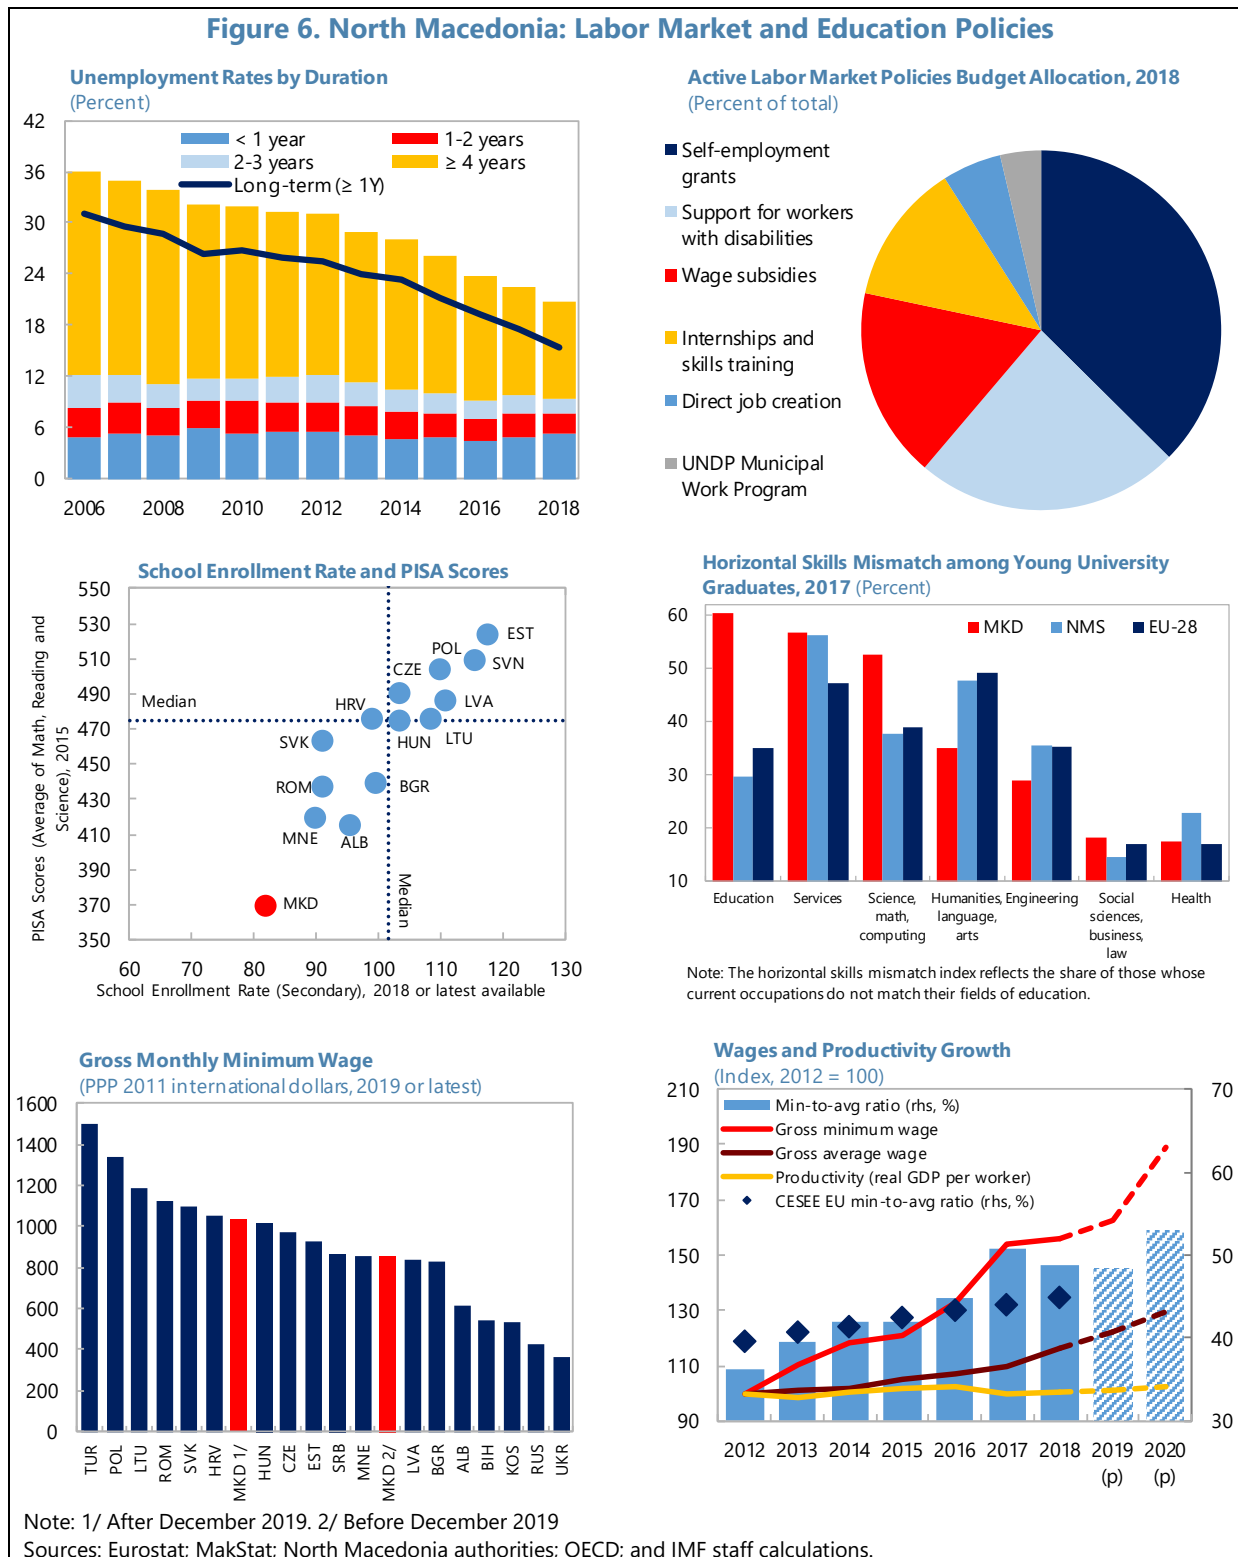 Figure 6. North Macedonia: Labor Market and Education Policies
Unemployment Rates by Duration
(Percent)
42
36
30
24
18
12
6
0
< 1 year
1-2 years
2-3 years
≥ 4 years
Long-term (≥ 1Y)
2006 2008 2010 2012 2014 2016 2018
Active Labor Market Policies Budget Allocation, 2018
(Percent of total)
Self-employment
grants
Support for workers
with disabilities
Wage subsidies
Internships and
skills training
Direct job creation
UNDP Municipal
Work Program
School Enrollment Rate and PISA Scores
PISA Scores (Average of Math, Reading and
Science), 2015
550
530
510
490
470
450
430
410
390
370
350
EST
POL
SVN
CZE
Median
HRV
LVA
HUN
LTU
SVK
ROM
BGR
MNE
ALB
MKD
Median
60 70 80 90 100 110 120 130
School Enrollment Rate (Secondary), 2018 or latest available
Horizontal Skills Mismatch among Young University
Graduates, 2017 (Percent)
60
50
40
30
20
10
MKD
NMS
EU-28
Education
Services
Science,
math,
computing
Humanities,
language,
arts
Engineering
Social
sciences,
business,
law
Health
Note: The horizontal skills mismatch index reflects the share of those whose
current occupations do not match their fields of education.
Gross Monthly Minimum Wage
(PPP 2011 international dollars, 2019 or latest)
1600
1400
1200
1000
800
600
400
200
0
TUR
POL
LTU
ROM
SVK
HRV
MKD 1/
HUN
CZE
EST
SRB
MNE
MKD 2/
LVA
BGR
ALB
BIH
KOS
RUS
UKR
Wages and Productivity Growth
(Index, 2012 = 100)
210
190
170
150
130
110
90
70
60
50
40
30
Min-to-avg ratio (rhs, %)
Gross minimum wage
Gross average wage
Productivity (real GDP per worker)
CESEE EU min-to-avg ratio (rhs, %)
2012 2013 2014 2015 2016 2017 2018 2019 2020
(p) (p)
Note: 1/ After December 2019. 2/ Before December 2019
Sources: Eurostat; MakStat; North Macedonia authorities; OECD; and IMF staff calculations.